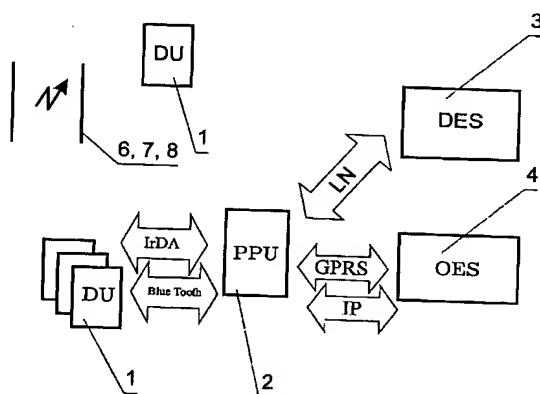 3
DU
DES
1
6, 7, 8
LN
4
IrDA
PPU
GPRS
OES
DU
Blue Tooth
IP
1
2